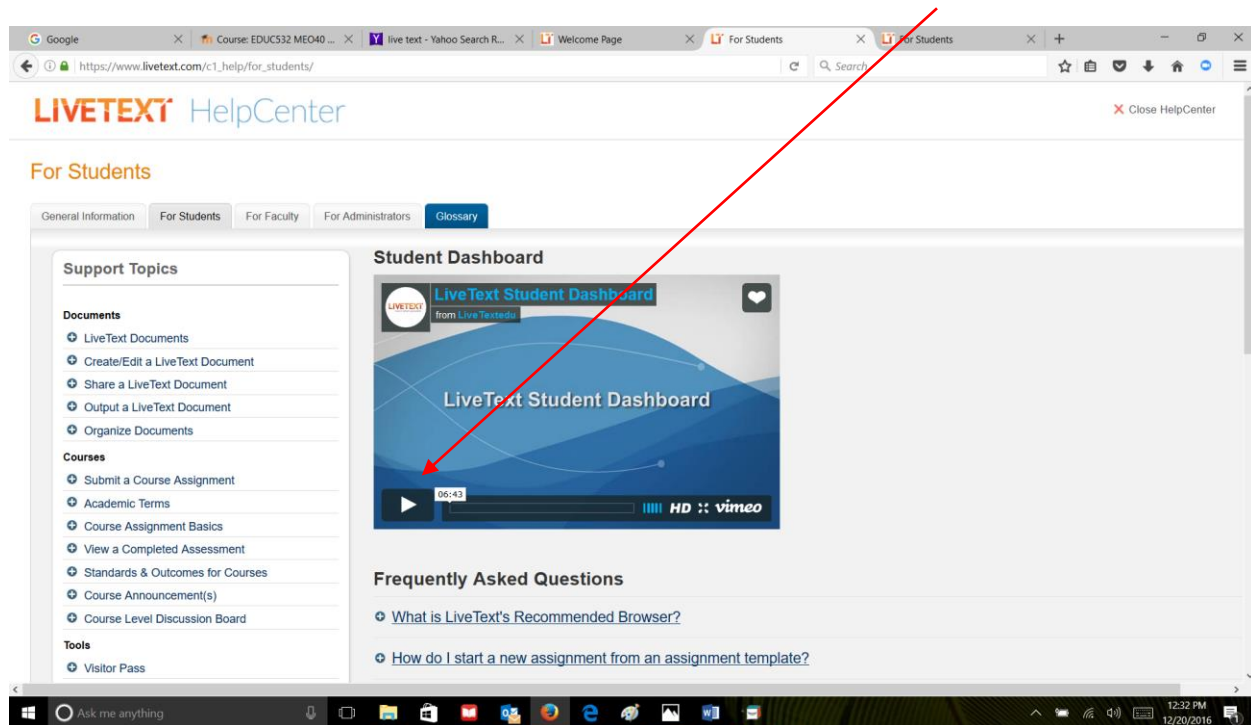 Google
Course: EDUC532 MEO40 ...
live text - Yahoo Search R...
Welcome Page
For Students
For Students
https://www.livetext.com/c1_help/for_students/
Search
LIVETEXT HelpCenter
Close HelpCenter
For Students
General Information
For Students
For Faculty
For Administrators
Glossary
Support Topics
Documents
LiveText Documents
Create/Edit a LiveText Document
Share a LiveText Document
Output a LiveText Document
Organize Documents
Courses
Submit a Course Assignment
Academic Terms
Course Assignment Basics
View a Completed Assessment
Standards & Outcomes for Courses
Course Announcement(s)
Course Level Discussion Board
Tools
Visitor Pass
Student Dashboard
LIVETEXT
LiveText Student Dashboard
from LiveTextedu
LiveText Student Dashboard
06:43
HD vimeo
Frequently Asked Questions
What is LiveText's Recommended Browser?
How do I start a new assignment from an assignment template?
Ask me anything
12:32 PM
12/20/2016